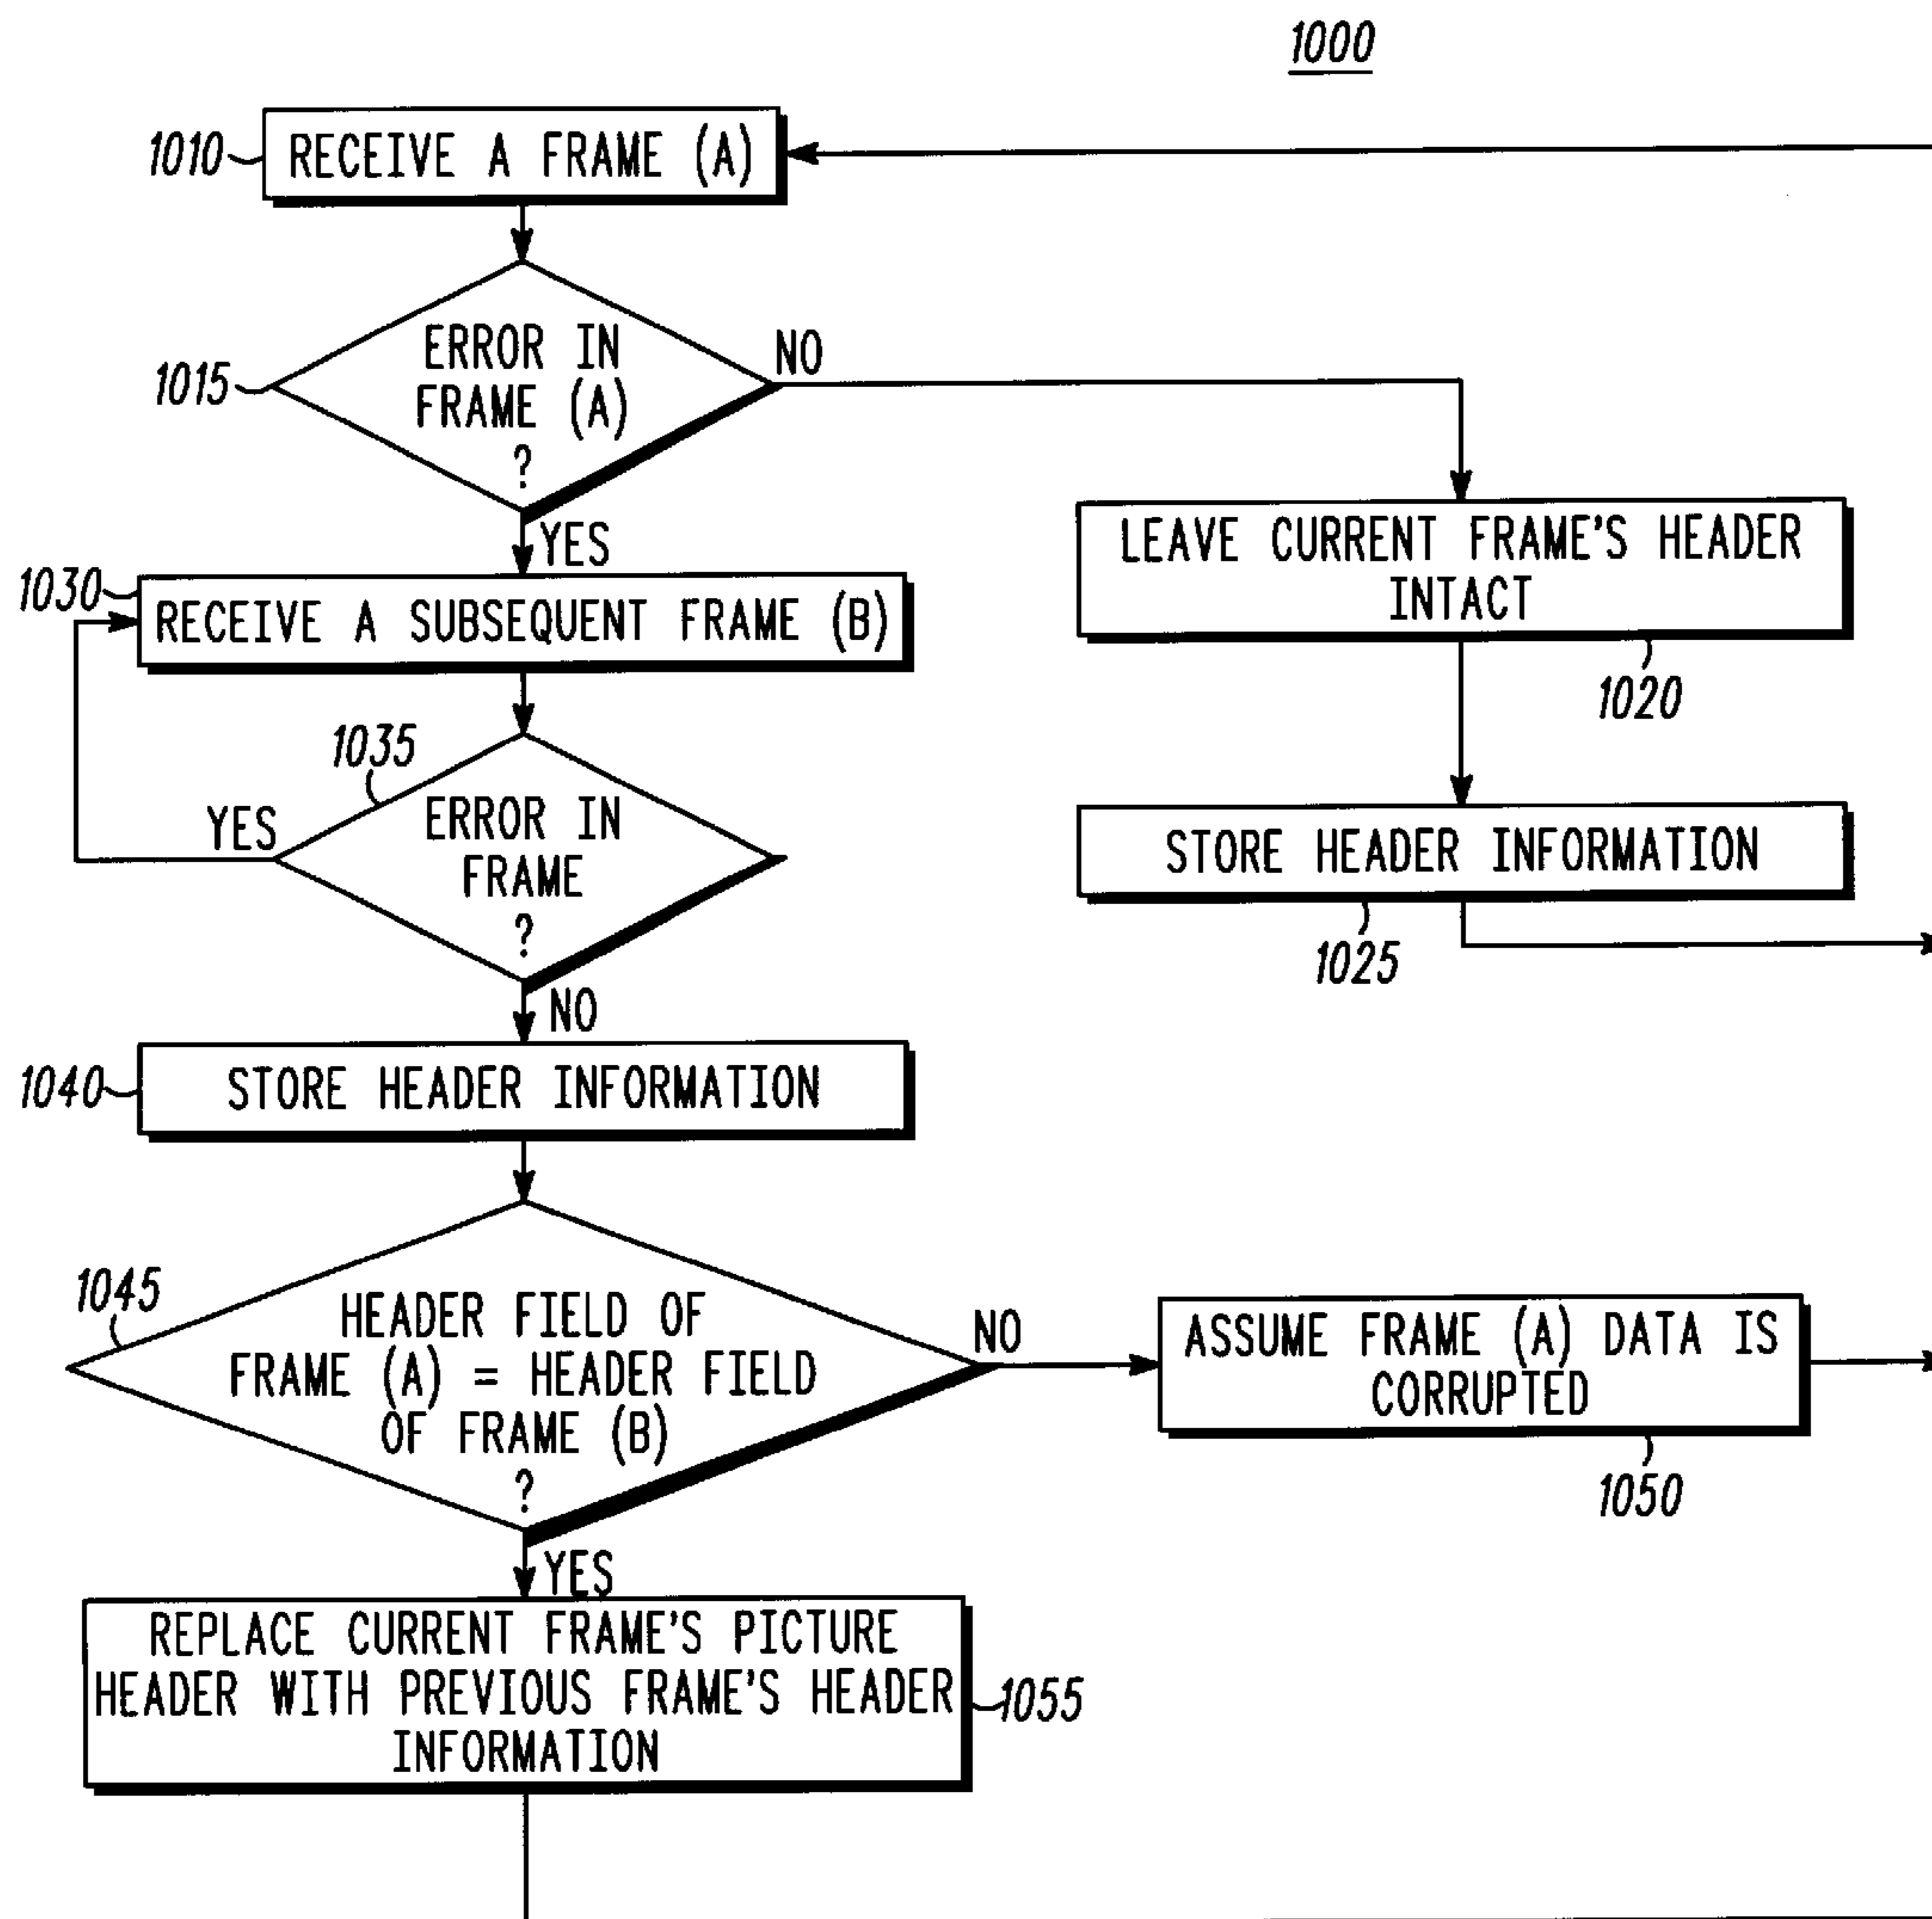 1000
1010
RECEIVE A FRAME (A)
1015
ERROR IN
FRAME (A)
?
NO
YES
LEAVE CURRENT FRAME'S HEADER
INTACT
1020
1030
RECEIVE A SUBSEQUENT FRAME (B)
1035
YES
ERROR IN
FRAME
?
NO
STORE HEADER INFORMATION
1025
1040
STORE HEADER INFORMATION
1045
HEADER FIELD OF
FRAME (A) = HEADER FIELD
OF FRAME (B)
?
NO
YES
ASSUME FRAME (A) DATA IS
CORRUPTED
1050
REPLACE CURRENT FRAME'S PICTURE
HEADER WITH PREVIOUS FRAME'S HEADER
INFORMATION
1055